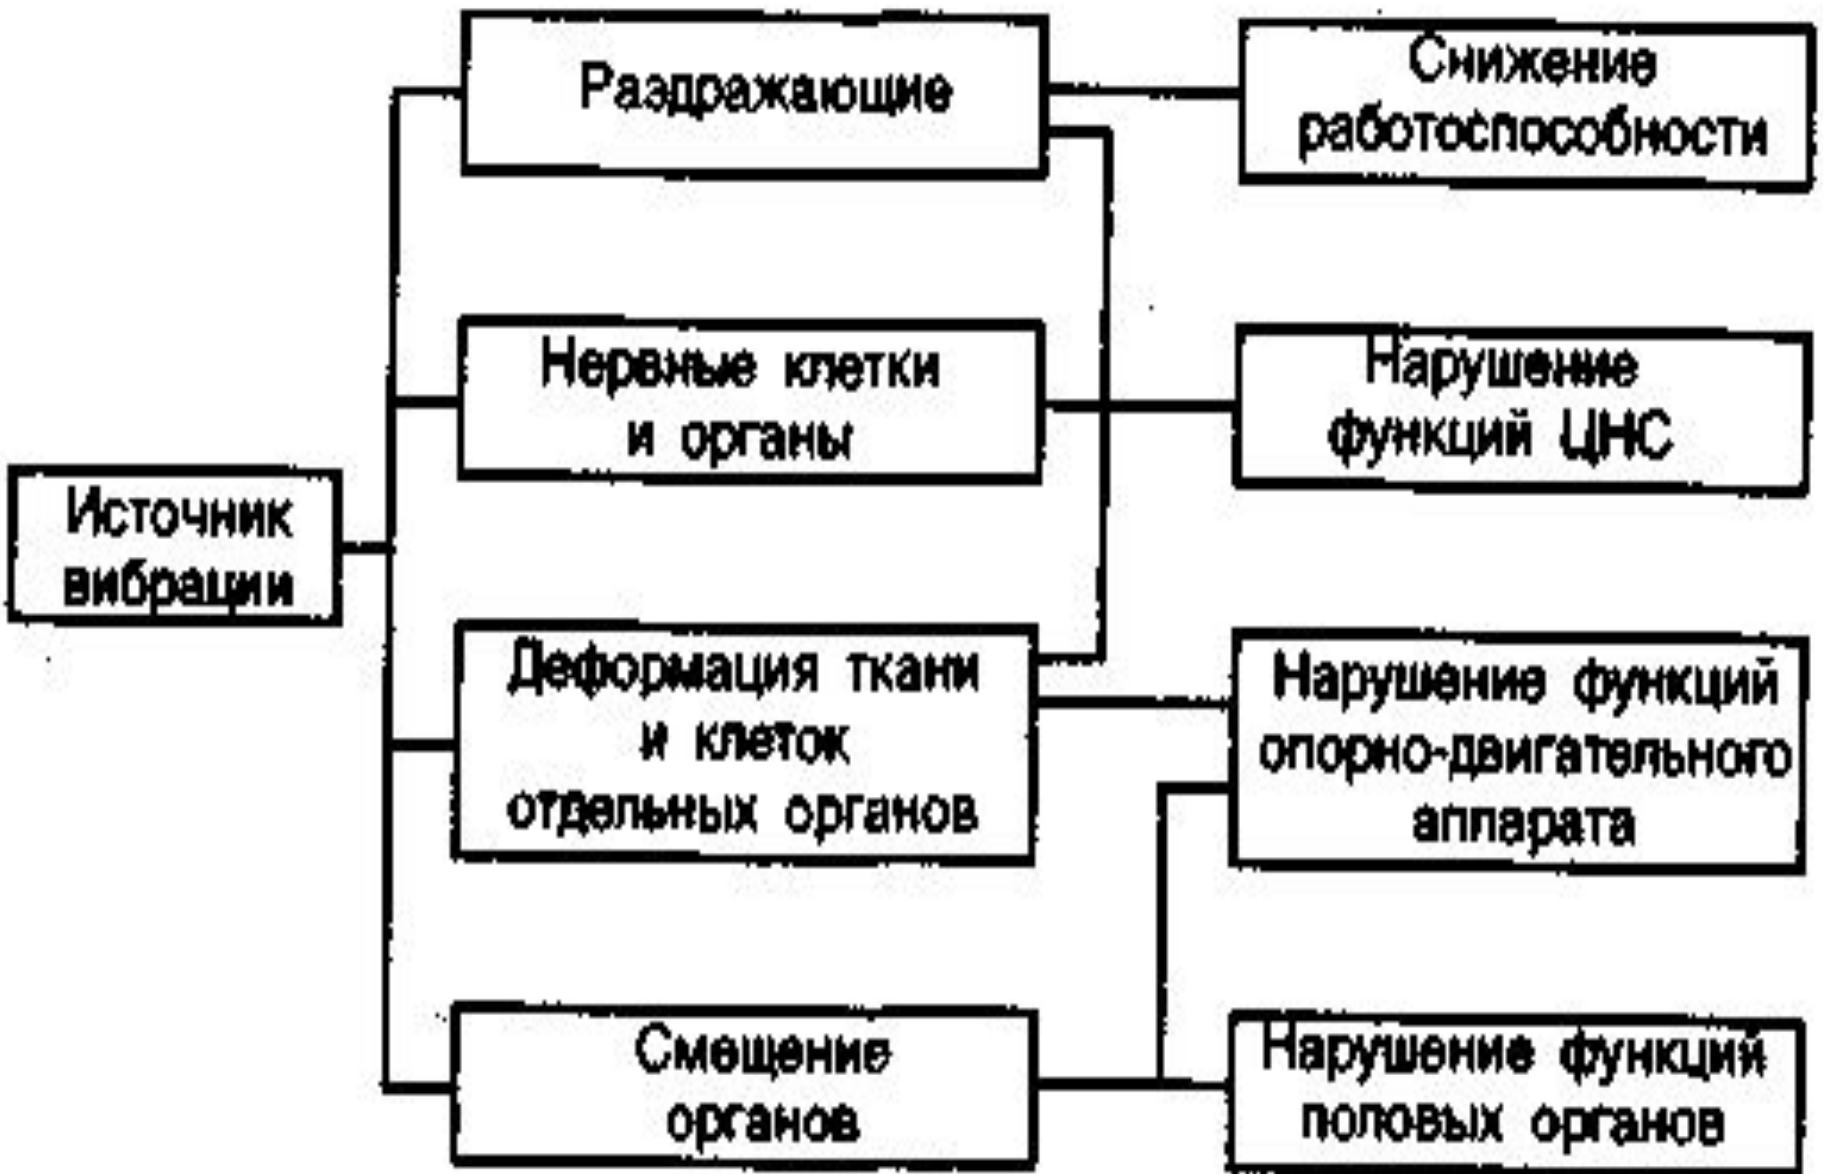 Раздражающие
Снижение
работоспособности
Нервные клетки
и органы
Нарушение
функций ЦНС
Источник
вибрации
Деформация ткани
и клеток
отдельных органов
Нарушение функций
опорно-двигательного
аппарата
Смещение
органов
Нарушение функций
половых органов